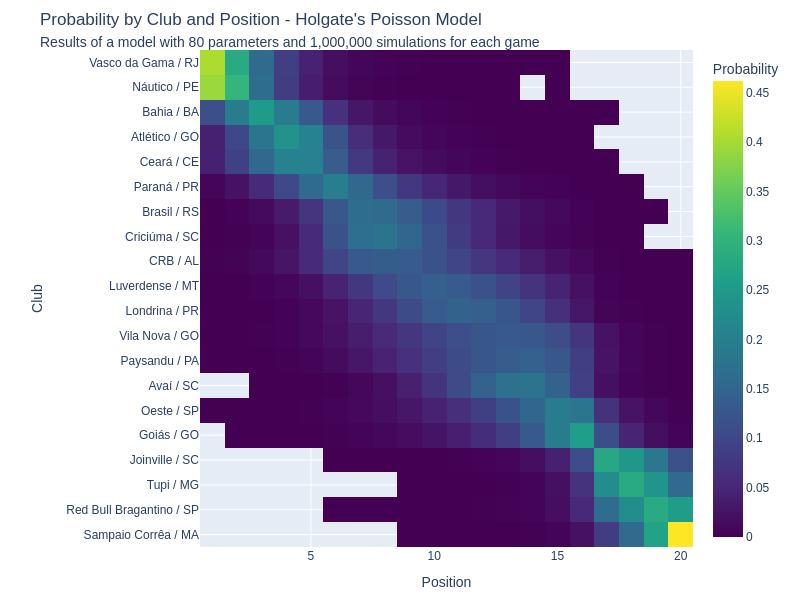 Probability by Club and Position - Holgate's Poisson Model
Results of a model with 80 parameters and 1,000,000 simulations for each game
Probability
Vasco da Gama / RJ
Náutico / PE
Bahia / BA
Atlético / GO
Ceará / CE
Paraná / PR
Brasil / RS
Criciúma / SC
CRB / AL
Luverdense / MT
Londrina / PR
Vila Nova / GO
Paysandu / PA
Avaí / SC
Oeste / SP
Goiás / GO
Joinville / SC
Tupi / MG
Red Bull Bragantino / SP
Sampaio Corrêa / MA
Club
5
10
15
20
Position
0.45
0.4
0.35
0.3
0.25
0.2
0.15
0.1
0.05
0